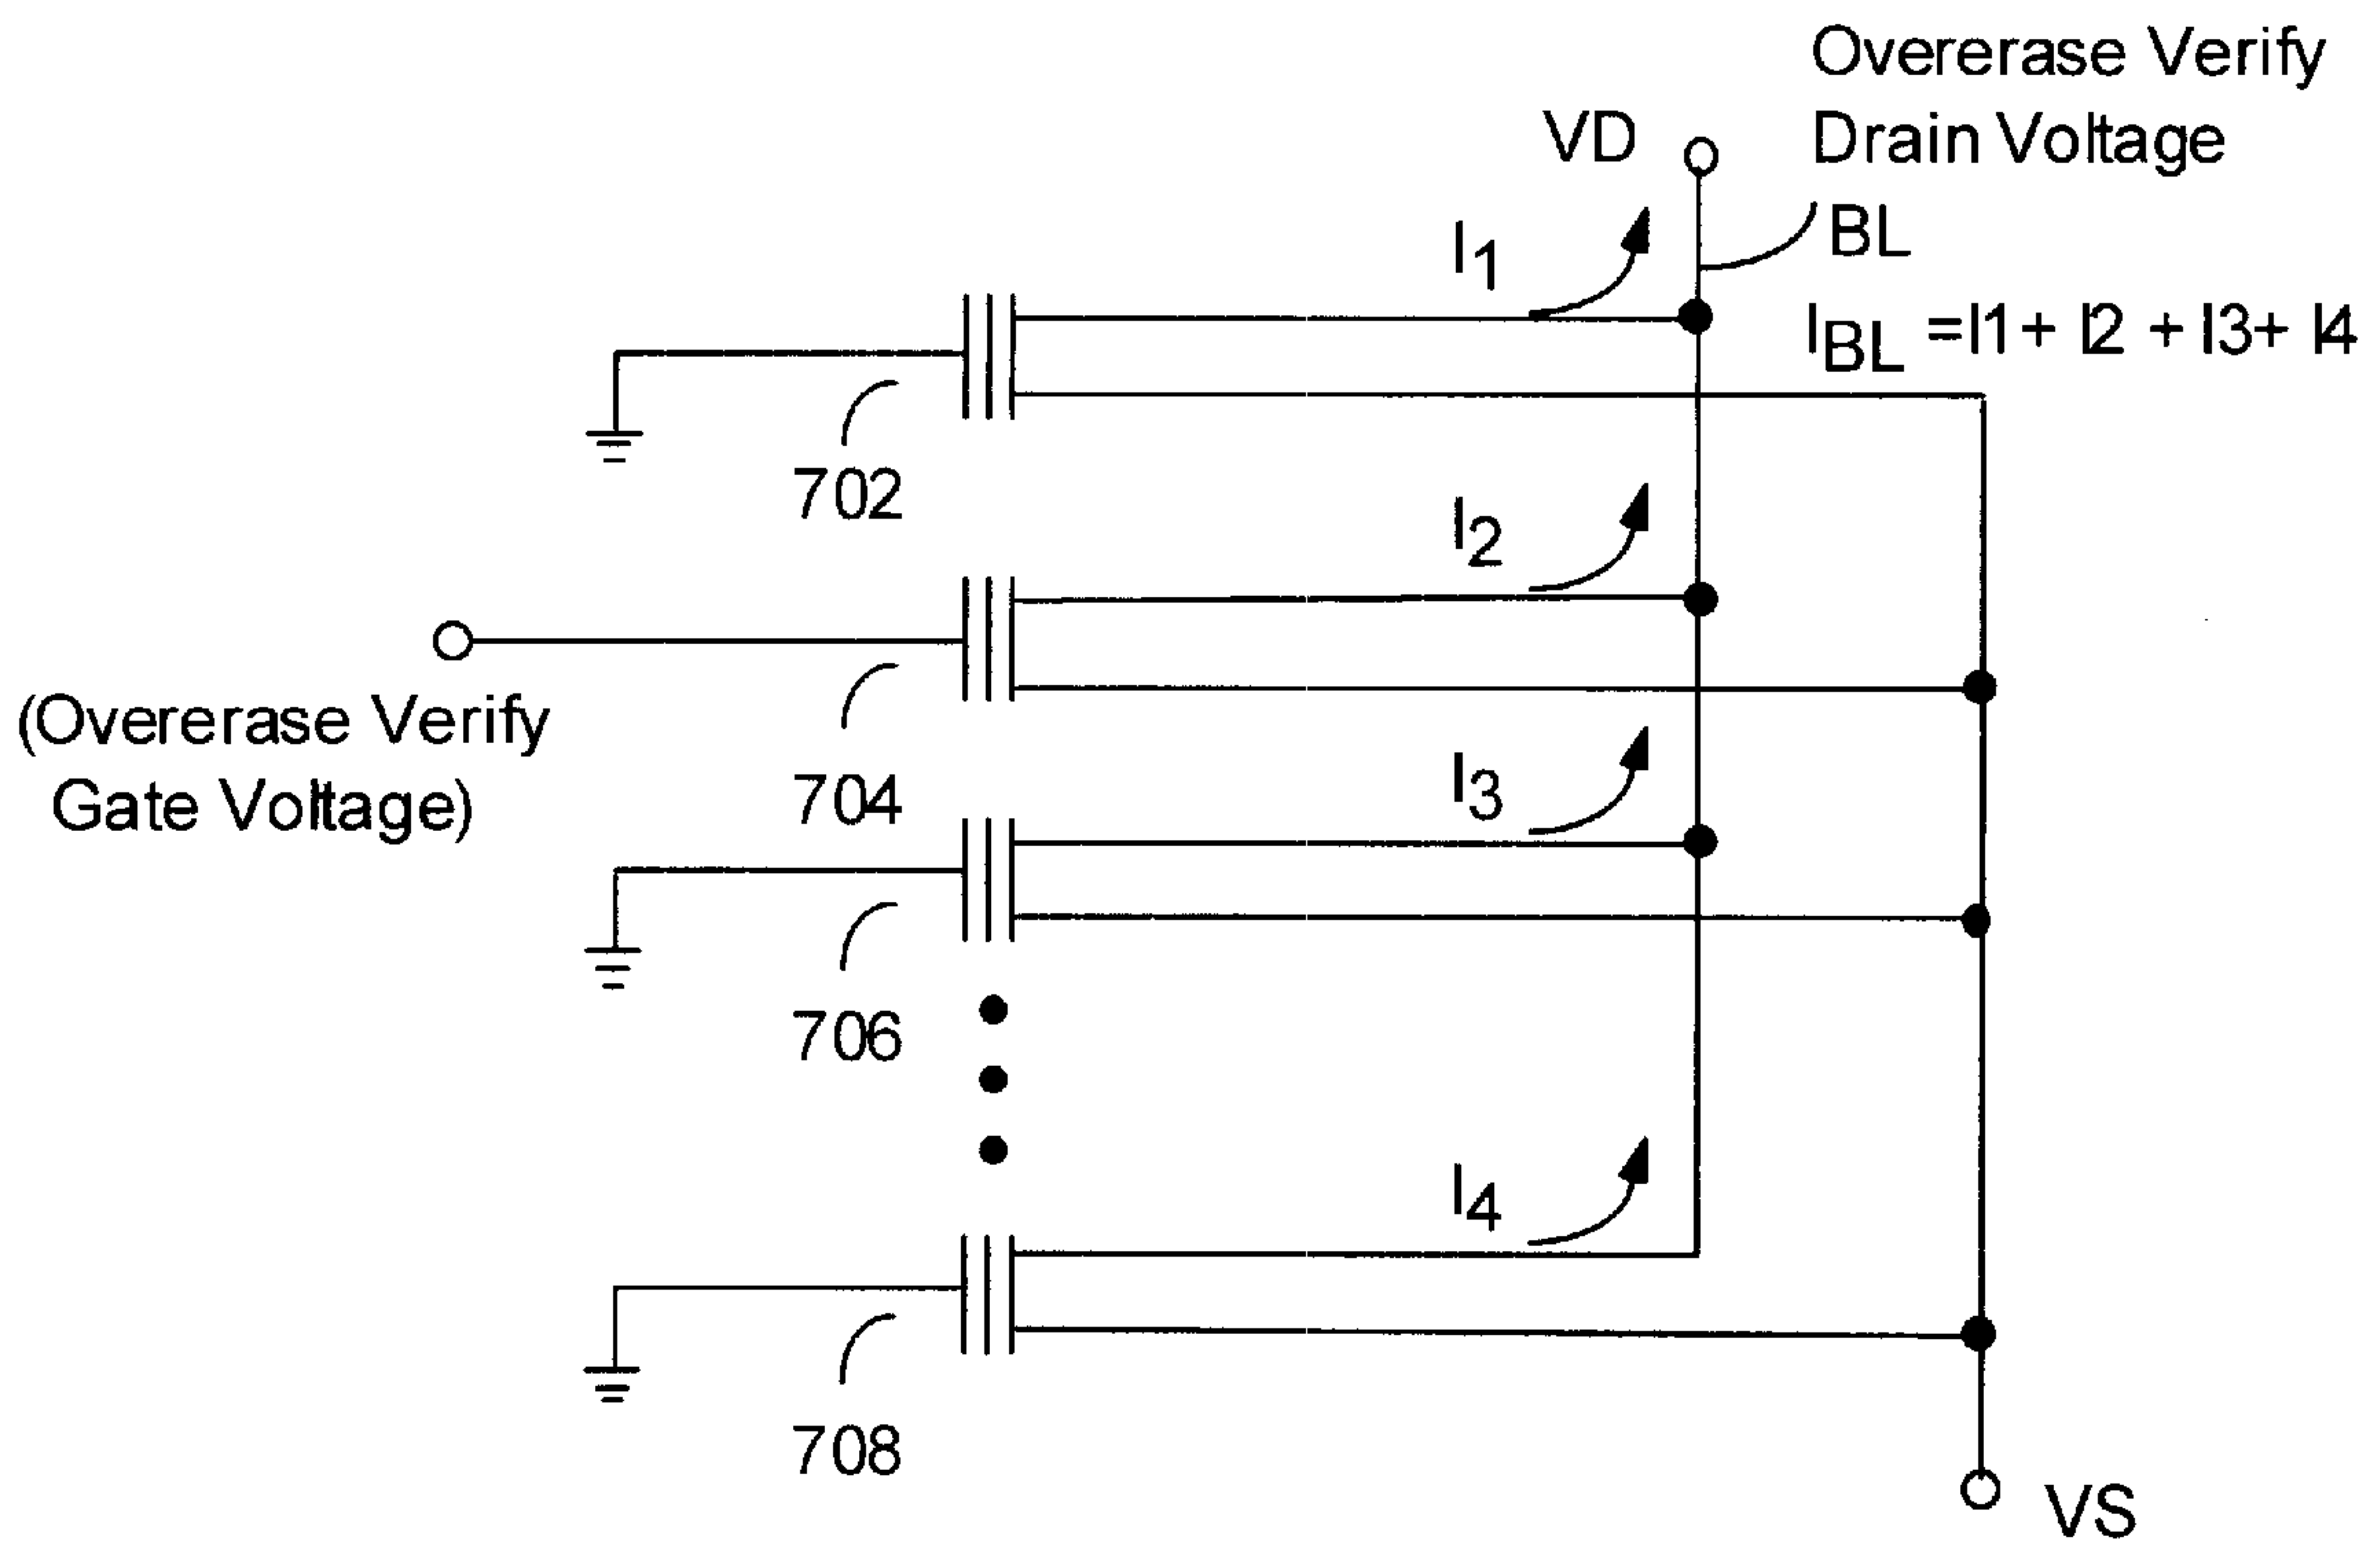 Overerase Verify
Drain Voltage
VD
BL
I1
IBL =I1+ I2 + I3+ I4
702
I2
(Overerase Verify
Gate Voltage)
704
I3
706
I4
708
VS